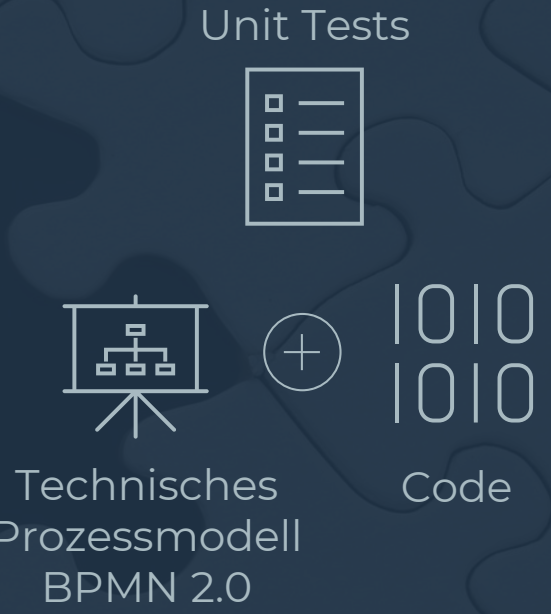 Unit Tests
1010
1010
Technisches
Prozessmodell
BPMN 2.0
Code